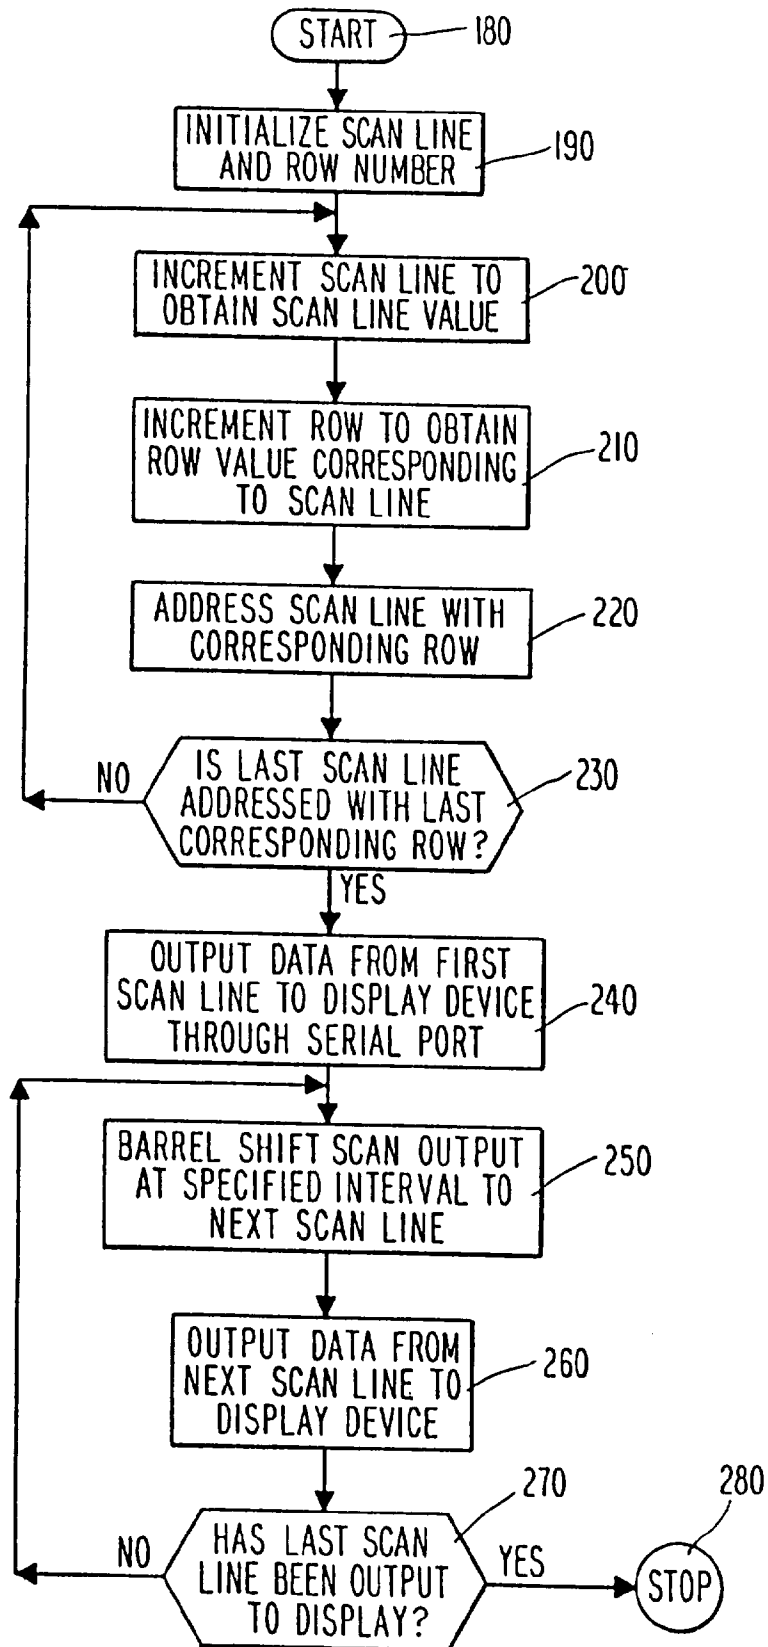 START
180
INITIALIZE SCAN LINE
AND ROW NUMBER
190
INCREMENT SCAN LINE TO
OBTAIN SCAN LINE VALUE
200
INCREMENT ROW TO OBTAIN
ROW VALUE CORRESPONDING
TO SCAN LINE
210
ADDRESS SCAN LINE WITH
CORRESPONDING ROW
220
IS LAST SCAN LINE
ADDRESSED WITH LAST
CORRESPONDING ROW?
230
NO
YES
OUTPUT DATA FROM FIRST
SCAN LINE TO DISPLAY DEVICE
THROUGH SERIAL PORT
240
BARREL SHIFT SCAN OUTPUT
AT SPECIFIED INTERVAL TO
NEXT SCAN LINE
250
OUTPUT DATA FROM
NEXT SCAN LINE TO
DISPLAY DEVICE
260
HAS LAST SCAN
LINE BEEN OUTPUT
TO DISPLAY?
270
NO
YES
STOP
280